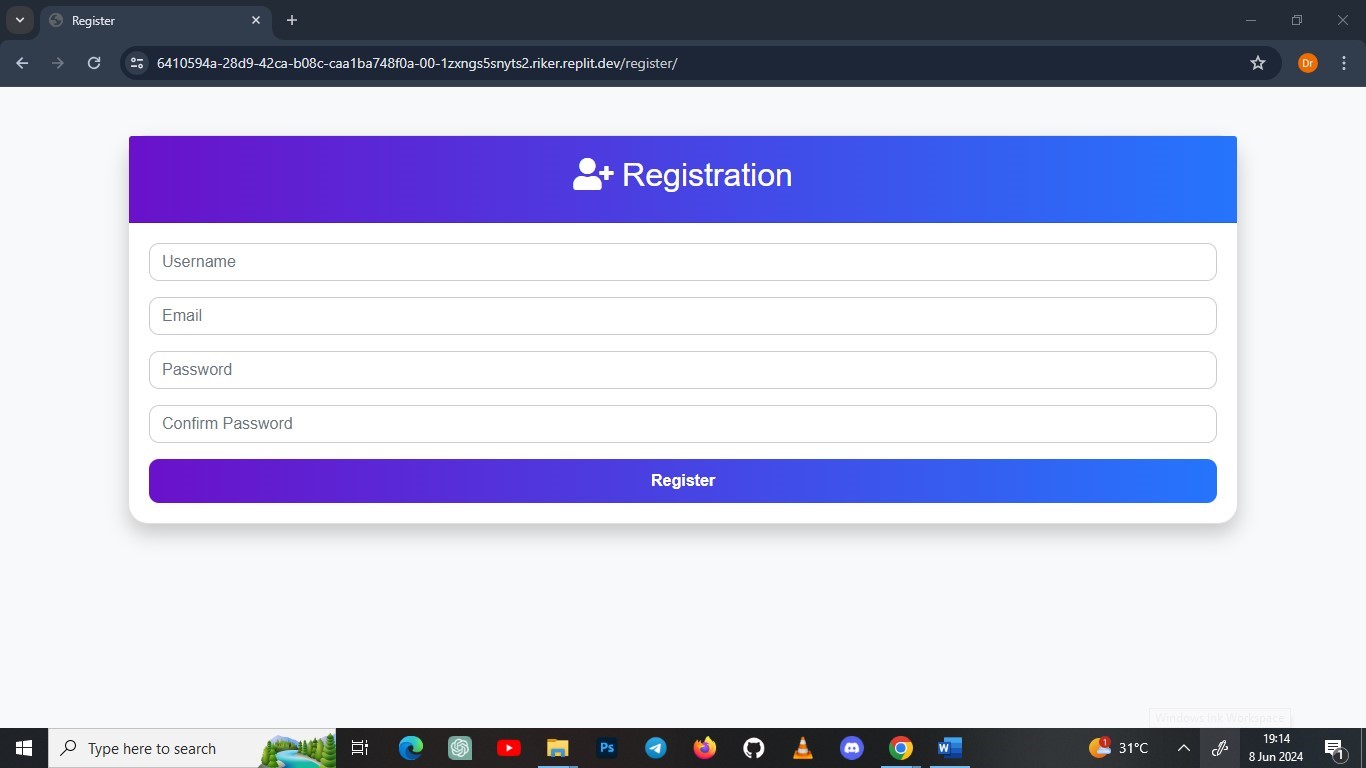 Register
6410594a-28d9-42ca-b08c-caa1ba748f0a-00-1zxngs5snyts2.riker.replit.dev/register/
Dr
Registration
Username
Email
Password
Confirm Password
Register
Windows Ink Workspace
Type here to search
Ps
W
1
31°C
19:14
8 Jun 2024
1